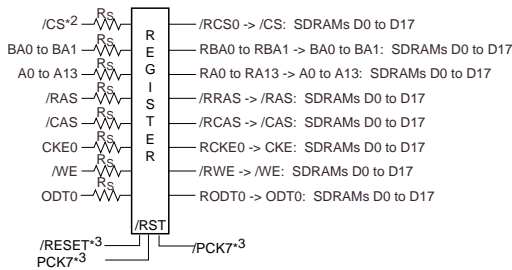 /CS*2 RS /RCS0 -> /CS: SDRAMs D0 to D17
BA0 to BA1 RS RBA0 to RBA1 -> BA0 to BA1: SDRAMs D0 to D17
A0 to A13 RS RA0 to RA13 -> A0 to A13: SDRAMs D0 to D17
/RAS RS /RRAS -> /RAS: SDRAMs D0 to D17
/CAS RS /RCAS -> /CAS: SDRAMs D0 to D17
CKE0 RS RCKE0 -> CKE: SDRAMs D0 to D17
/WE RS /RWE -> /WE: SDRAMs D0 to D17
ODT0 RS RODT0 -> ODT0: SDRAMs D0 to D17
REGISTER
/RST
/RESET*3 /PCK7*3
PCK7*3